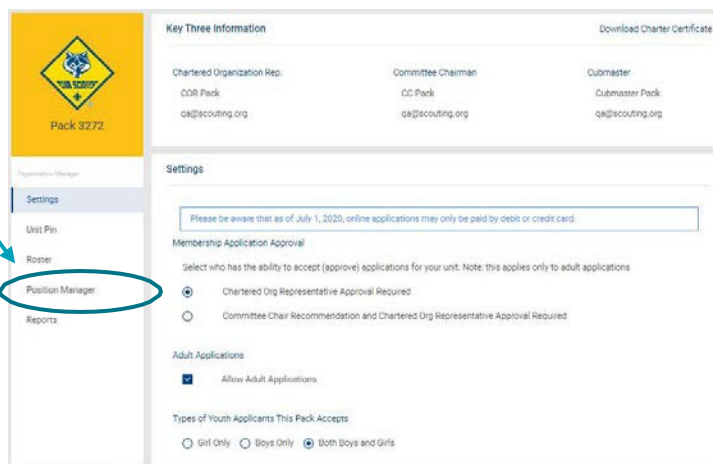 CUB SCOUTS
Pack 3272
Organization Manager
Settings
Unit Pin
Roster
Position Manager
Reports
Key Three Information
Download Charter Certificate
Chartered Organization Rep.
Committee Chairman
Cubmaster
COR Pack
CC Pack
Cubmaster Pack
qa@scouting.org
qa@scouting.org
qa@scouting.org
Settings
Please be aware that as of July 1, 2020, online applications may only be paid by debit or credit card.
Membership Application Approval
Select who has the ability to accept (approve) applications for your unit. Note: this applies only to adult applications
Chartered Org Representative Approval Required
Committee Chair Recommendation and Chartered Org Representative Approval Required
Adult Applications
Allow Adult Applications
Types of Youth Applicants This Pack Accepts
Girl Only
Boys Only
Both Boys and Girls